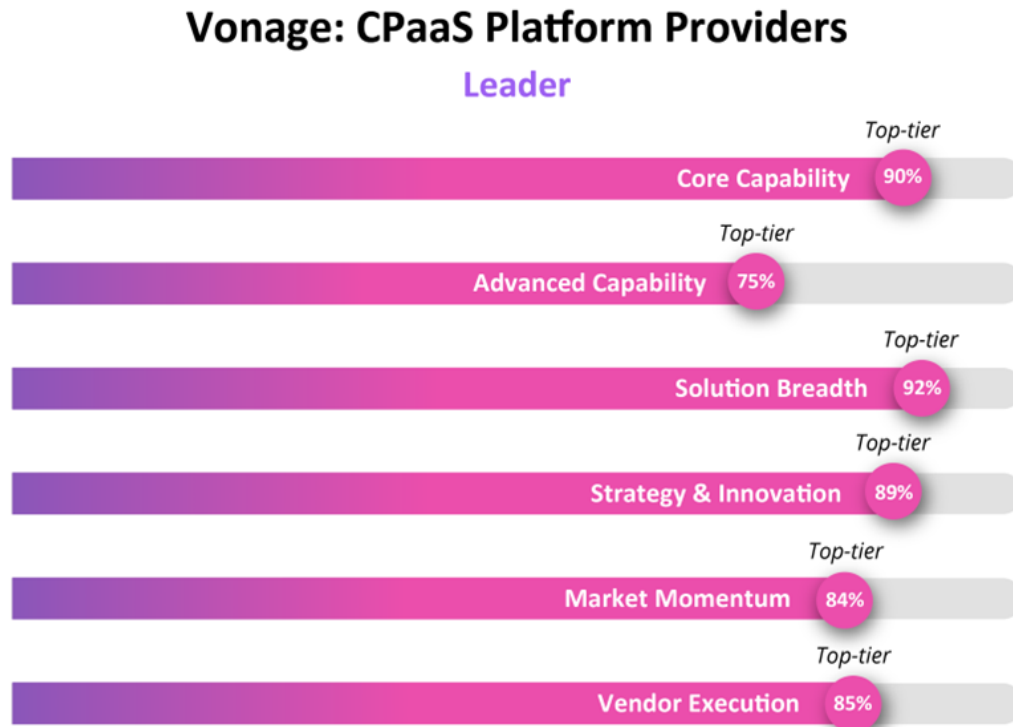 Vonage: CPaaS Platform Providers
Leader
Top-tier
Core Capability 90%
Top-tier
Advanced Capability 75%
Top-tier
Solution Breadth 92%
Top-tier
Strategy & Innovation 89%
Top-tier
Market Momentum 84%
Top-tier
Vendor Execution 85%